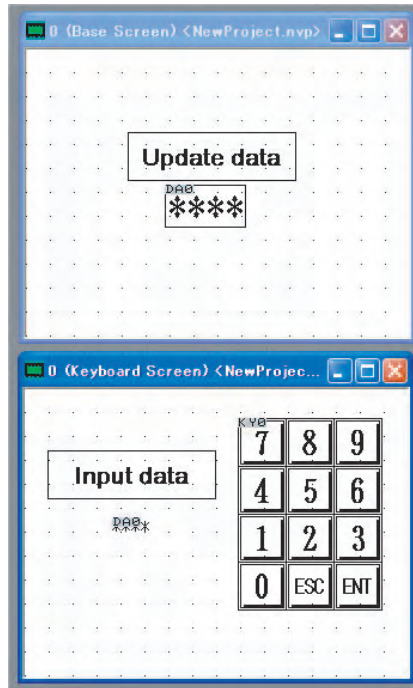 0 (Base Screen) <NewProject.nvp>
Update data
DA0
****
0 (Keyboard Screen) <NewProjec...
KY0
7 8 9
Input data
4 5 6
DA0*
1 2 3
0 ESC ENT